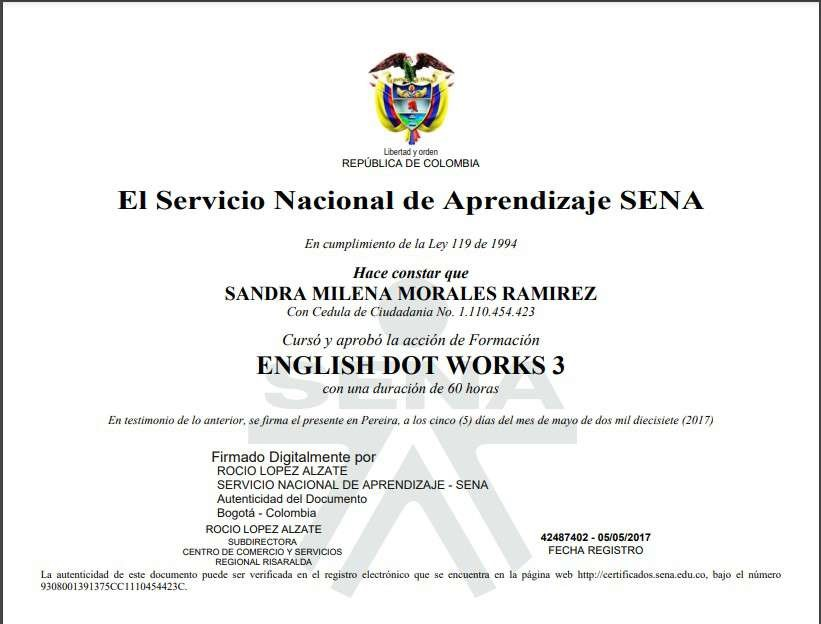 Libertad y orden
REPÚBLICA DE COLOMBIA
El Servicio Nacional de Aprendizaje SENA
En cumplimiento de la Ley 119 de 1994
Hace constar que
SANDRA MILENA MORALES RAMIREZ
Con Cedula de Ciudadania No. 1.110.454.423
Cursó y aprobó la acción de Formación
ENGLISH DOT WORKS 3
SENA
con una duración de 60 horas
En testimonio de lo anterior, se firma el presente en Pereira, a los cinco (5) días del mes de mayo de dos mil diecisiete (2017)
Firmado Digitalmente por
ROCIO LOPEZ ALZATE
SERVICIO NACIONAL DE APRENDIZAJE - SENA
Autenticidad del Documento
Bogotá - Colombia
ROCIO LOPEZ ALZATE
SUBDIRECTORA
CENTRO DE COMERCIO Y SERVICIOS
REGIONAL RISARALDA
42487402 - 05/05/2017
FECHA REGISTRO
La autenticidad de este documento puede ser verificada en el registro electrónico que se encuentra en la página web http://certificados.sena.edu.co, bajo el número
9308001391375CC1110454423C.